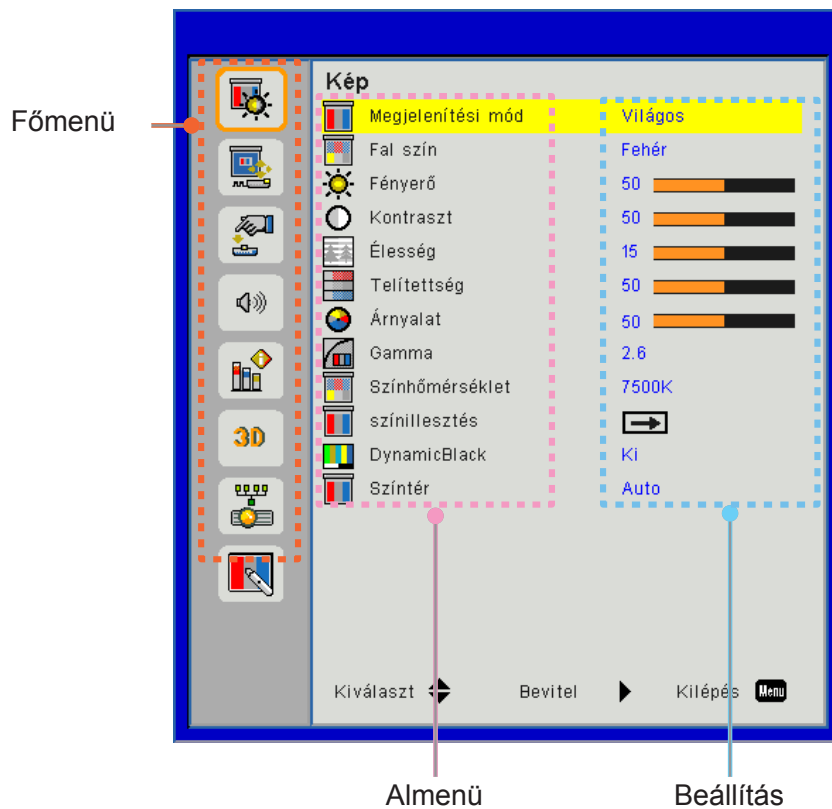 Főmenü
Kép
Megjelenítési mód Világos
Fal szín Fehér
Fényerő 50
Kontraszt 50
Élesség 15
Telítettség 50
Árnyalat 50
Gamma 2.6
Színhőmérséklet 7500K
színillesztés
DynamicBlack Ki
Színtér Auto
3D
Kiválaszt Bevitel Kilépés Menu
Almenü Beállítás